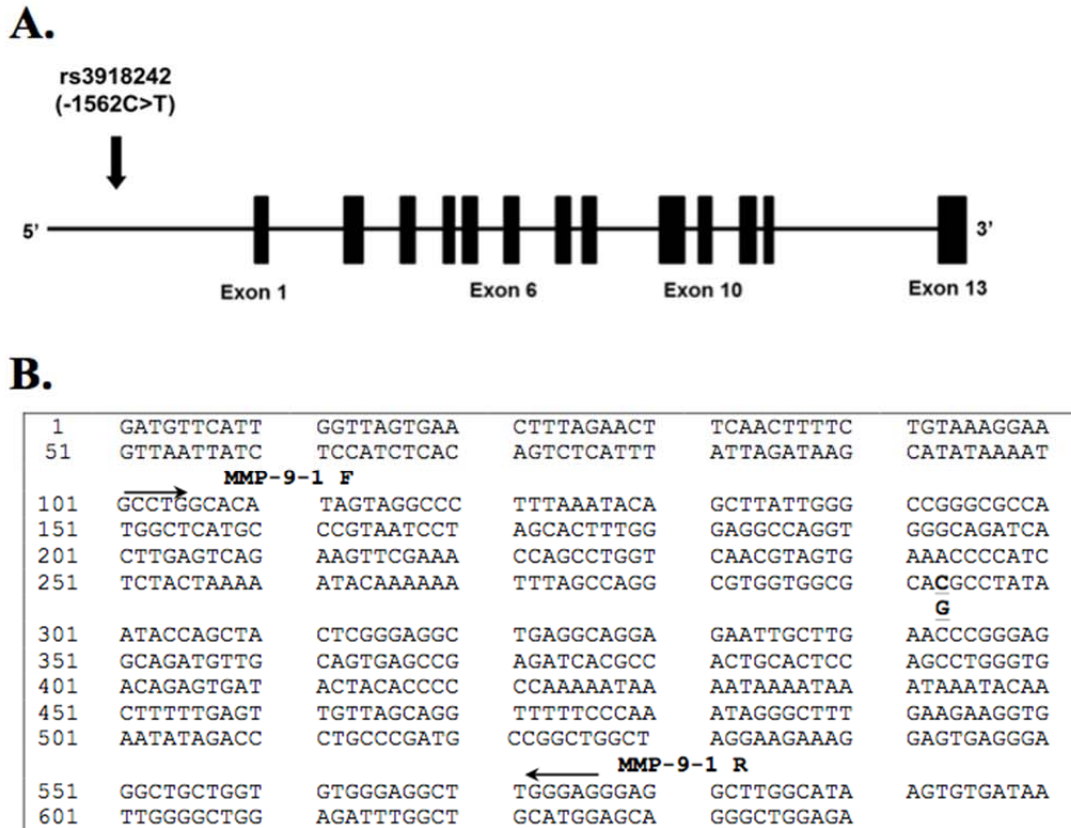 A.
rs3918242
(-1562C>T)
5' 3'
Exon 1 Exon 6 Exon 10 Exon 13
B.
1 GATGTTCATT GGTTAGTGAA CTTTAGAACT TCAACTTTTC TGTAAAGGAA
51 GTTAATTATC TCCATCTCAC AGTCTCATTT ATTAGATAAG CATATAAAAT
MMP-9-1 F
101 GCCTGGCACA TAGTAGGCCC TTTAAATACA GCTTATTGGG CCGGGCGCCA
151 TGGCTCATGC CCGTAATCCT AGCACTTTGG GAGGCCAGGT GGGCAGATCA
201 CTTGAGTCAG AAGTTCGAAA CCAGCCTGGT CAACGTAGTG AAACCCCATC
251 TCTACTAAAA ATACAAAAAA TTTAGCCAGG CGTGGTGGCG CACGCCTATA
G
301 ATACCAGCTA CTCGGGAGGC TGAGGCAGGA GAATTGCTTG AACCCGGGAG
351 GCAGATGTTG CAGTGAGCCG AGATCACGCC ACTGCACTCC AGCCTGGGTG
401 ACAGAGTGAT ACTACACCCC CCAAAAATAA AATAAAATAA ATAAATACAA
451 CTTTTTGAGT TGTTAGCAGG TTTTTCCCAA ATAGGGCTTT GAAGAAGGTG
501 AATATAGACC CTGCCCGATG CCGGCTGGCT AGGAAGAAAG GAGTGAGGGA
MMP-9-1 R
551 GGCTGCTGGT GTGGGAGGCT TGGGAGGGAG GCTTGGCATA AGTGTGATAA
601 TTGGGGCTGG AGATTTGGCT GCATGGAGCA GGGCTGGAGA